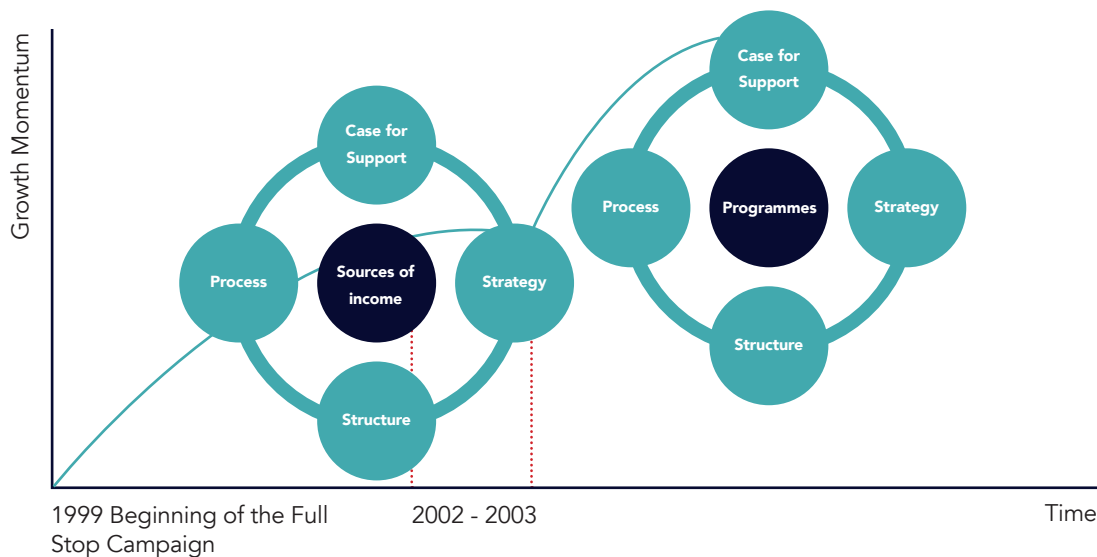 Growth Momentum
Case for
Support
Process
Sources of
income
Strategy
Structure
Case for
Support
Process
Programmes
Strategy
Structure
1999 Beginning of the Full
Stop Campaign
2002 - 2003
Time